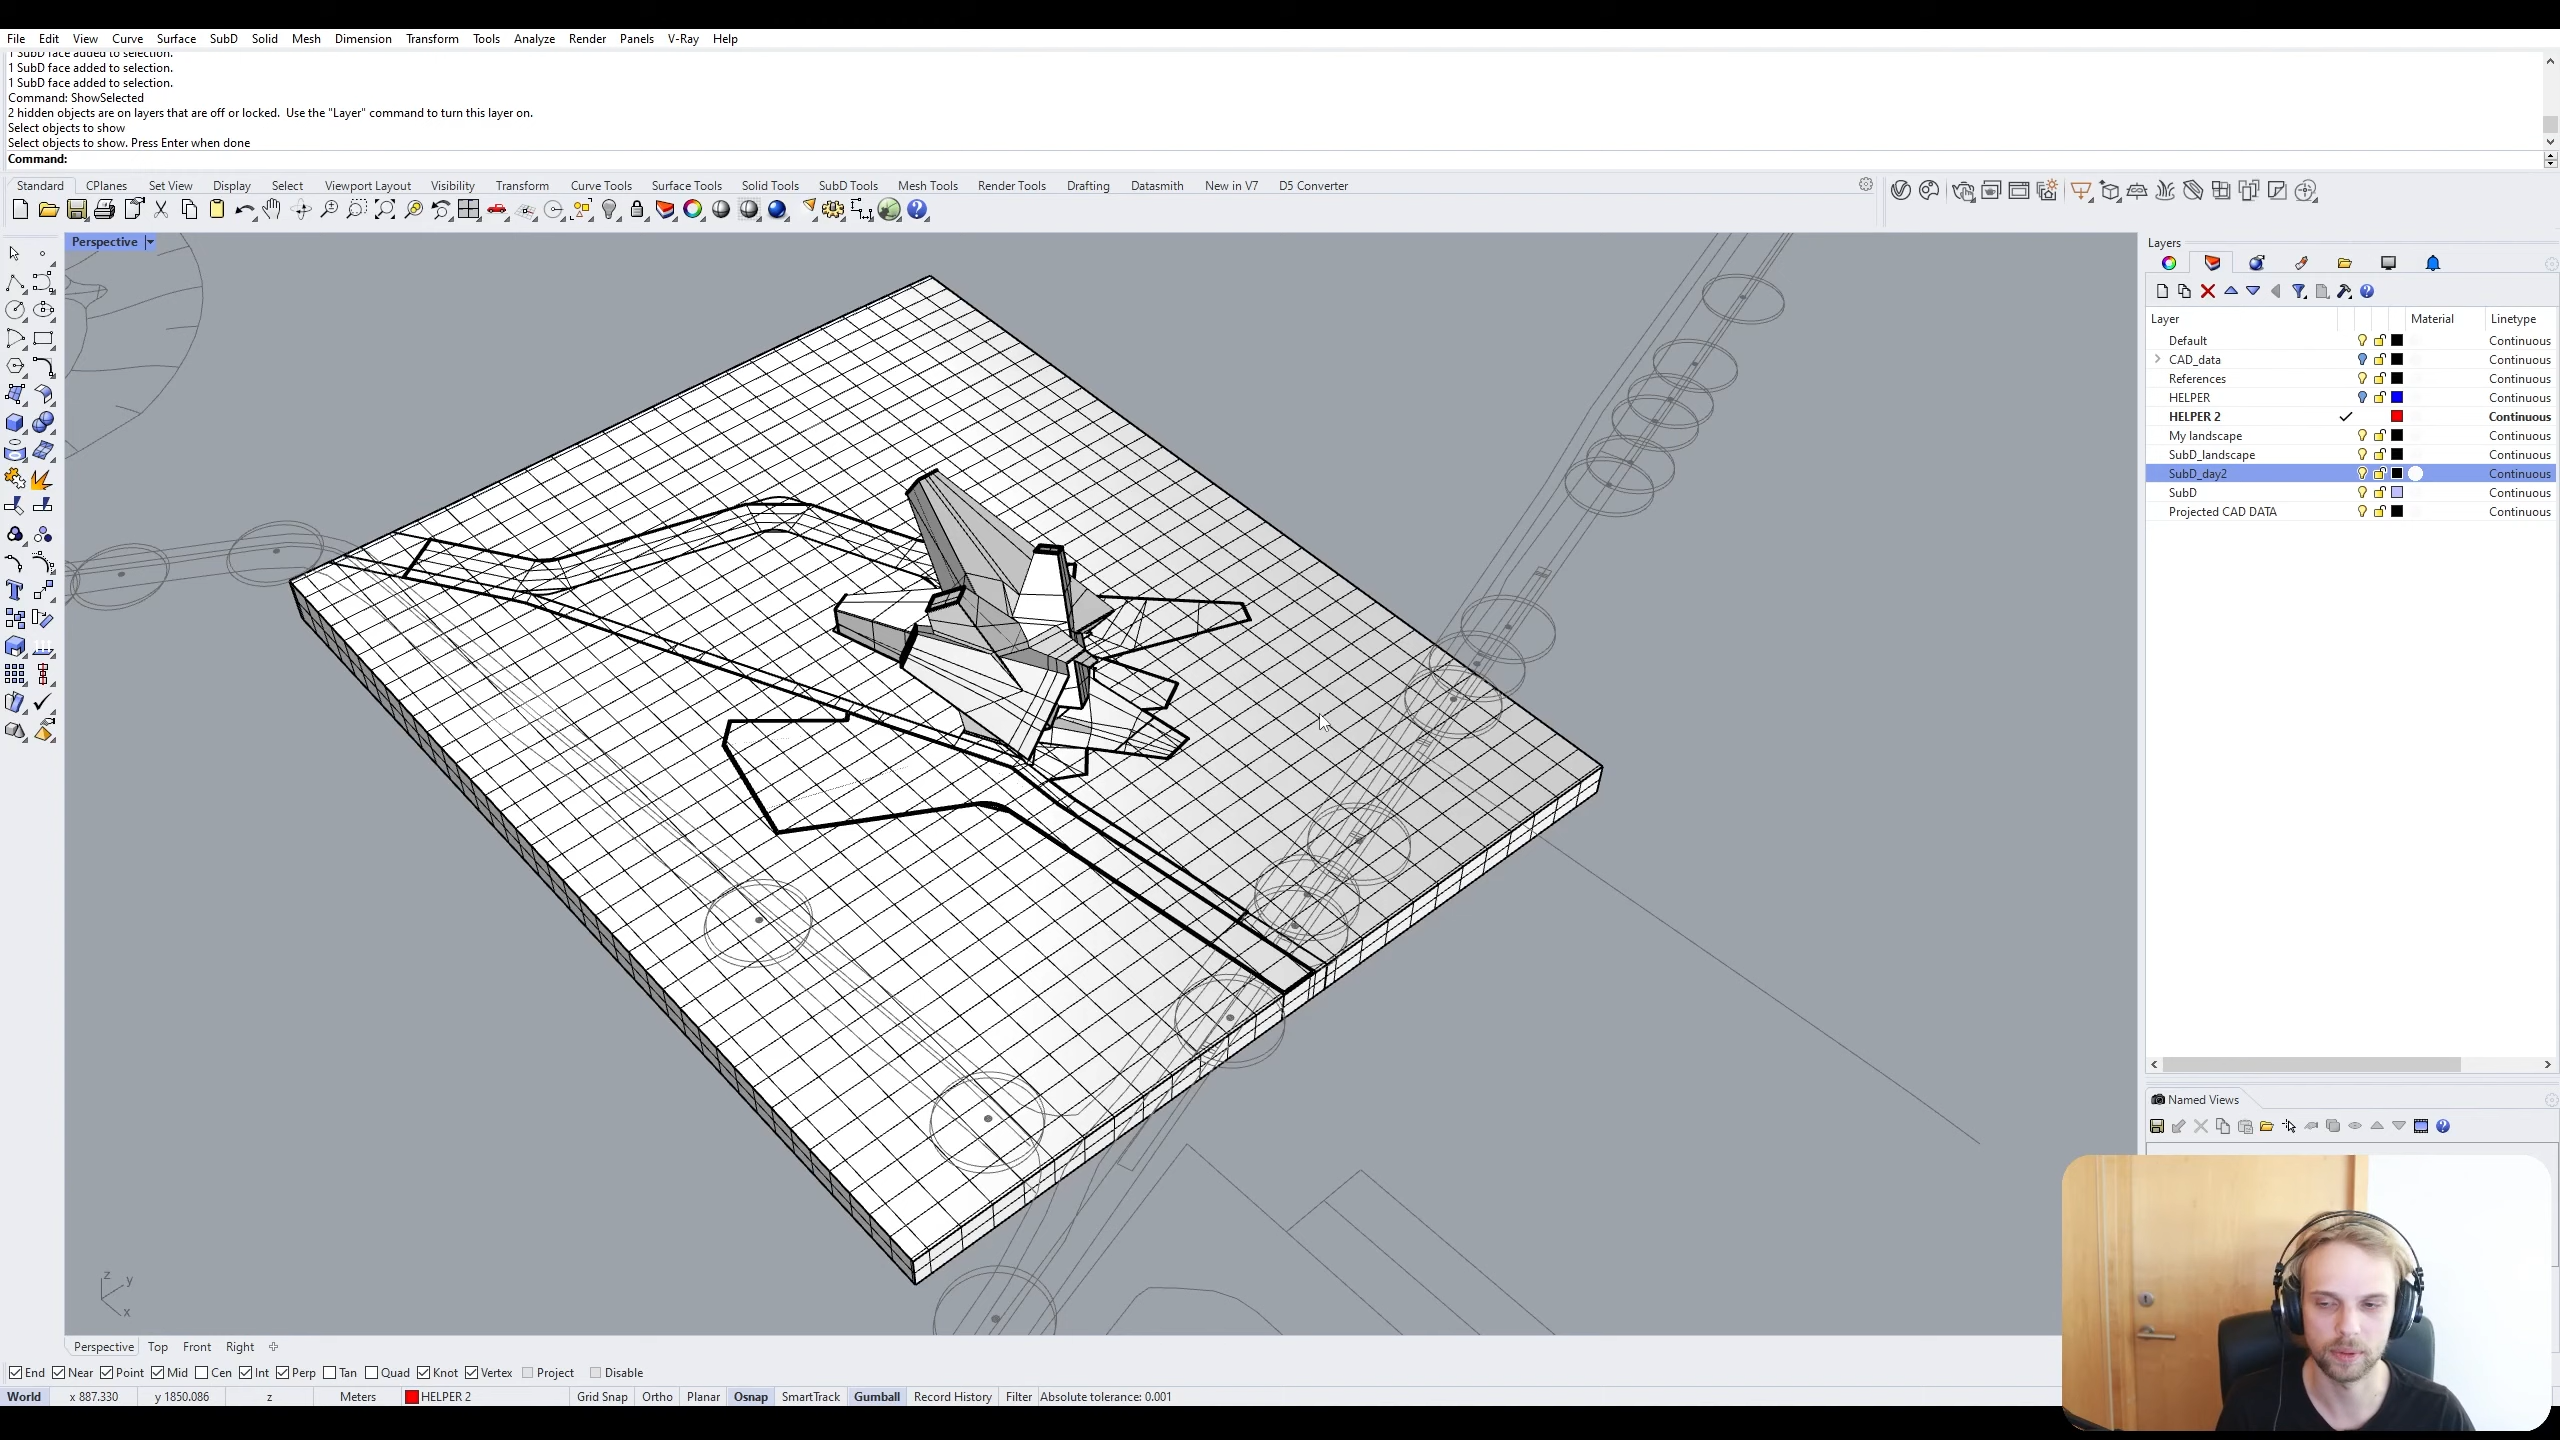 File Edit View Curve Surface SubD Solid Mesh Dimension Transform Tools Analyze Render Panels V-Ray Help
1 SubD face added to selection.
1 SubD face added to selection.
1 SubD face added to selection.
Command: ShowSelected
2 hidden objects are on layers that are off or locked.  Use the "Layer" command to turn this layer on.
Select objects to show
Select objects to show. Press Enter when done
Command:
Standard CPlanes Set View Display Select Viewport Layout Visibility Transform Curve Tools Surface Tools Solid Tools SubD Tools Mesh Tools Render Tools Drafting Datasmith New in V7 D5 Converter
Perspective
Layers
Layer Material Linetype
Default Continuous
CAD_data Continuous
References Continuous
HELPER Continuous
HELPER 2 Continuous
My landscape Continuous
SubD_landscape Continuous
SubD_day2 Continuous
SubD Continuous
Projected CAD DATA Continuous
Named Views
z
y
x
Perspective Top Front Right
End Near Point Mid Cen Int Perp Tan Quad Knot Vertex Project Disable
World x 887.330 y 1850.086 z Meters HELPER 2 Grid Snap Ortho Planar Osnap SmartTrack Gumball Record History Filter Absolute tolerance: 0.001